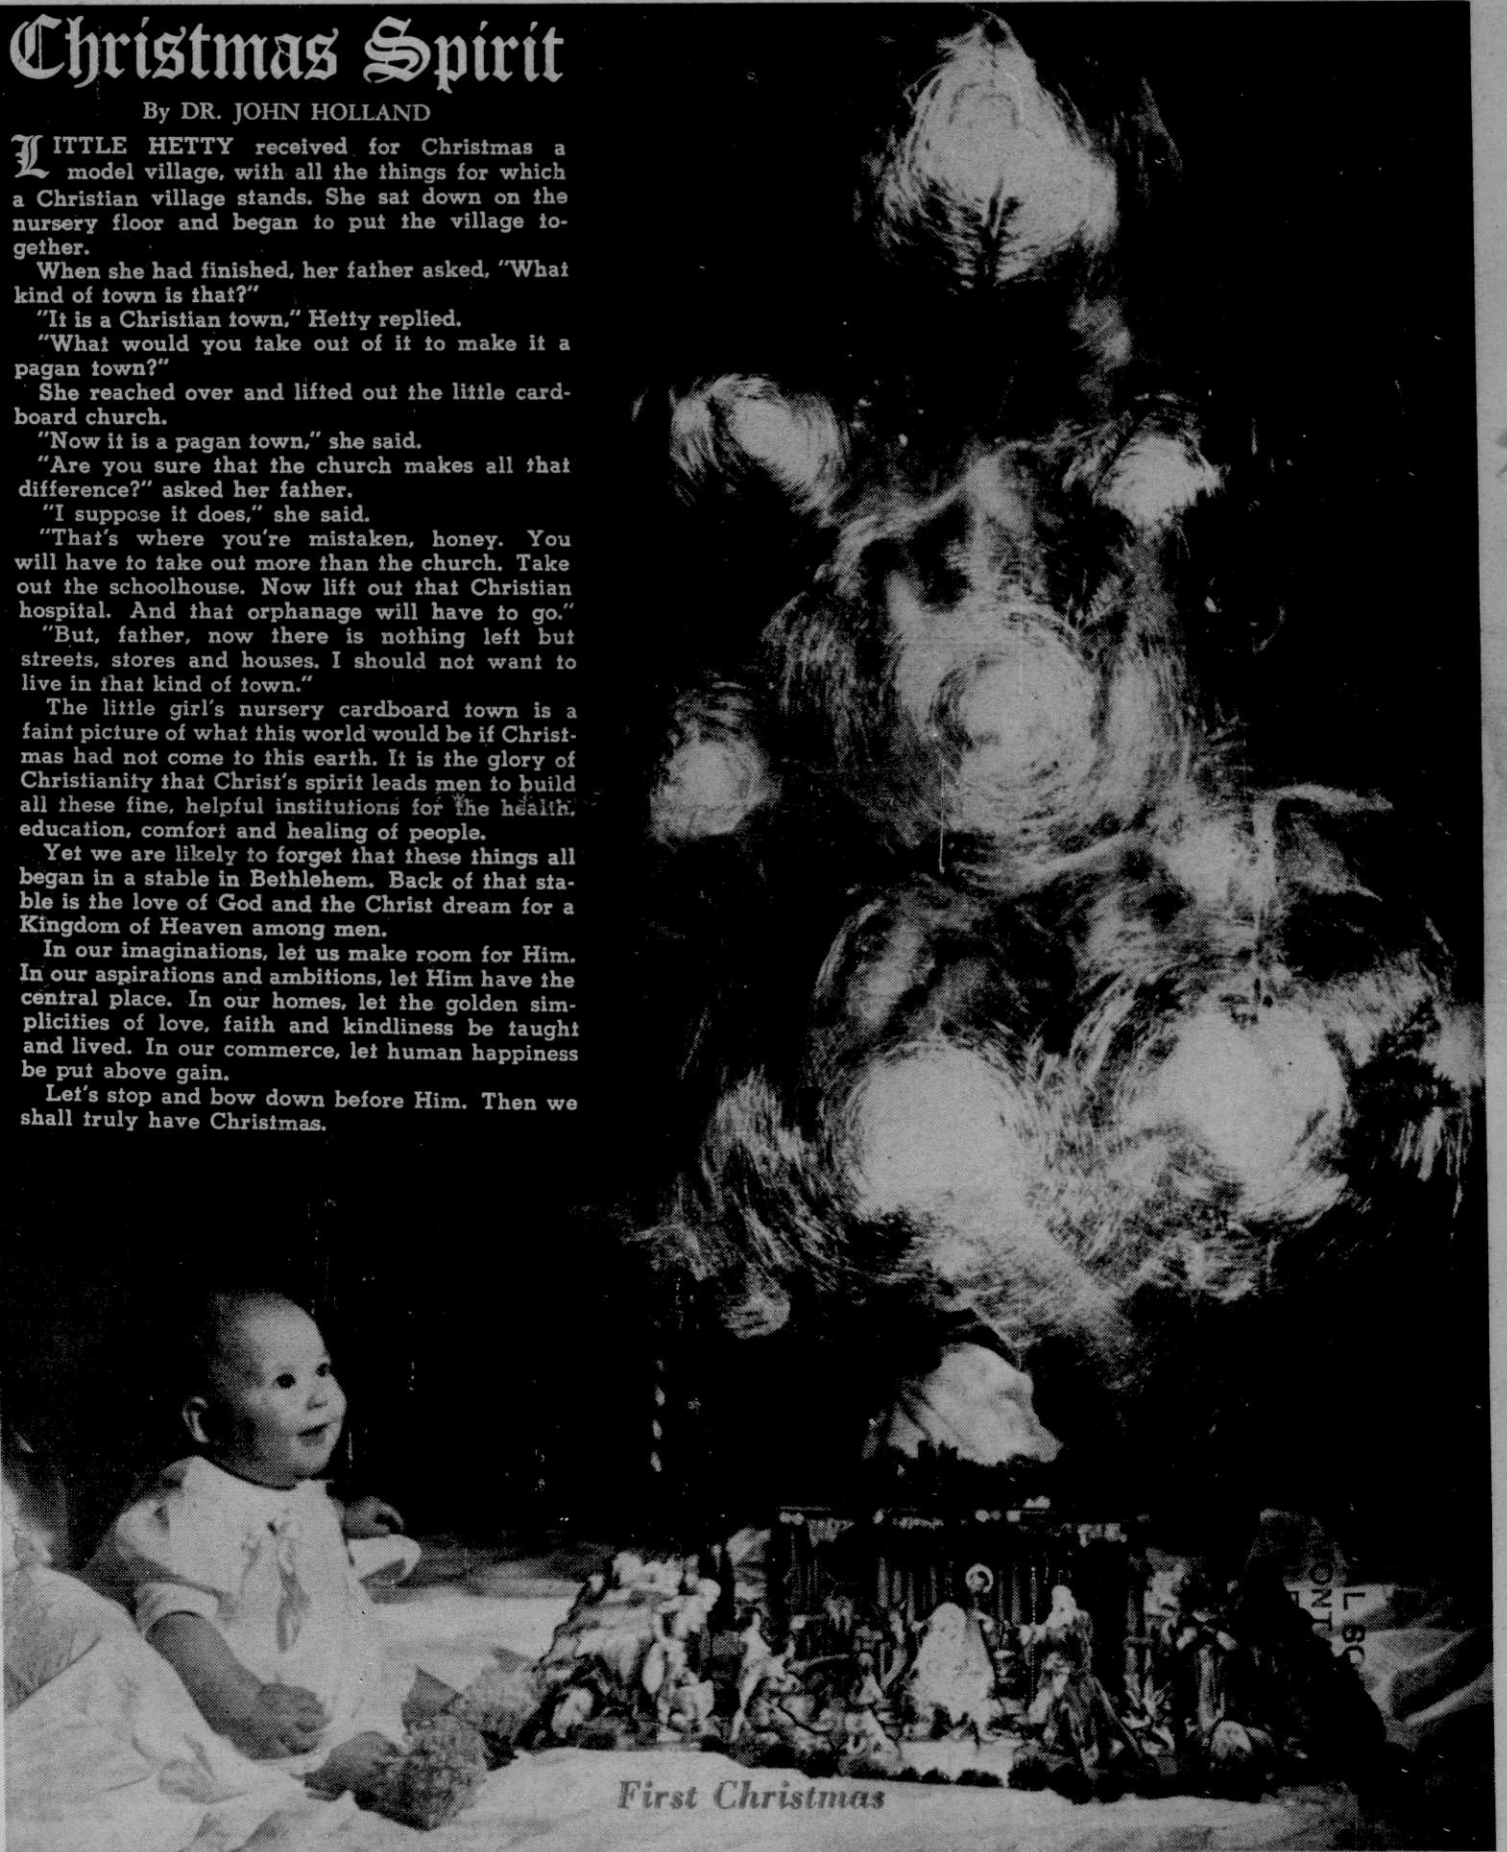 Christmas Spirit
By DR. JOHN HOLLAND
LITTLE HETTY received for Christmas a
model village, with all the things for which
a Christian village stands. She sat down on the
nursery floor and began to put the village to-
gether.
When she had finished, her father asked, "What
kind of town is that?"
"It is a Christian town," Hetty replied.
"What would you take out of it to make it a
pagan town?"
She reached over and lifted out the little card-
board church.
"Now it is a pagan town," she said.
"Are you sure that the church makes all that
difference?" asked her father.
"I suppose it does," she said.
"That's where you're mistaken, honey. You
will have to take out more than the church. Take
out the schoolhouse. Now lift out that Christian
hospital. And that orphanage will have to go."
"But, father, now there is nothing left but
streets, stores and houses. I should not want to
live in that kind of town."
The little girl's nursery cardboard town is a
faint picture of what this world would be if Christ-
mas had not come to this earth. It is the glory of
Christianity that Christ's spirit leads men to build
all these fine, helpful institutions for the health,
education, comfort and healing of people.
Yet we are likely to forget that these things all
began in a stable in Bethlehem. Back of that sta-
ble is the love of God and the Christ dream for a
Kingdom of Heaven among men.
In our imaginations, let us make room for Him.
In our aspirations and ambitions, let Him have the
central place. In our homes, let the golden sim-
plicities of love, faith and kindliness be taught
and lived. In our commerce, let human happiness
be put above gain.
Let's stop and bow down before Him. Then we
shall truly have Christmas.
First Christmas